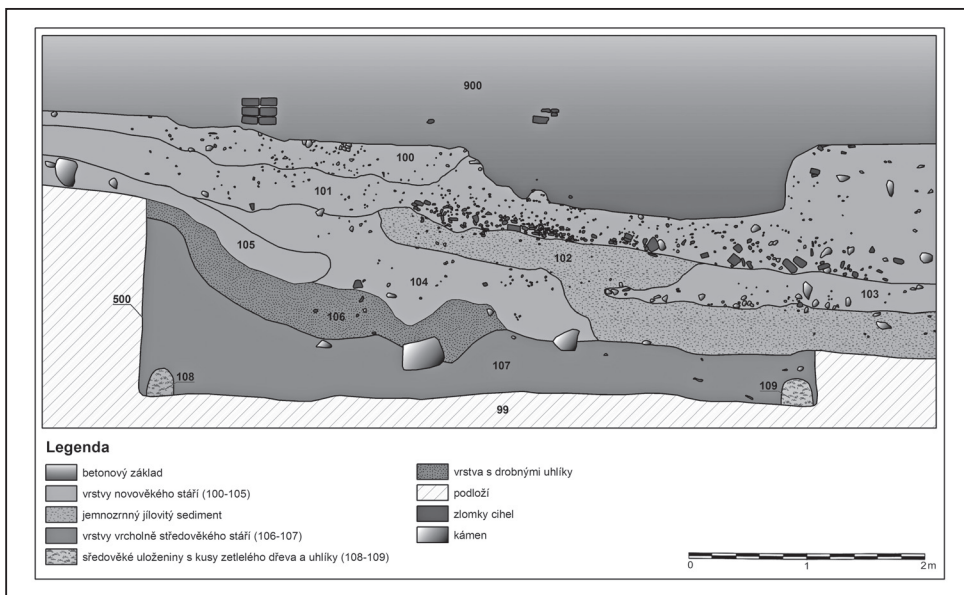 900
100
101
102
105
104
103
500
106
107
108
109
99
Legenda
betonový základ
vrstvy novověkého stáří (100-105)
jemnozrnný jílovitý sediment
vrstvy vrcholně středověkého stáří (106-107)
sředověké uloženiny s kusy zetlelého dřeva a uhlíky (108-109)
vrstva s drobnými uhlíky
podloží
zlomky cihel
kámen
0 1 2m